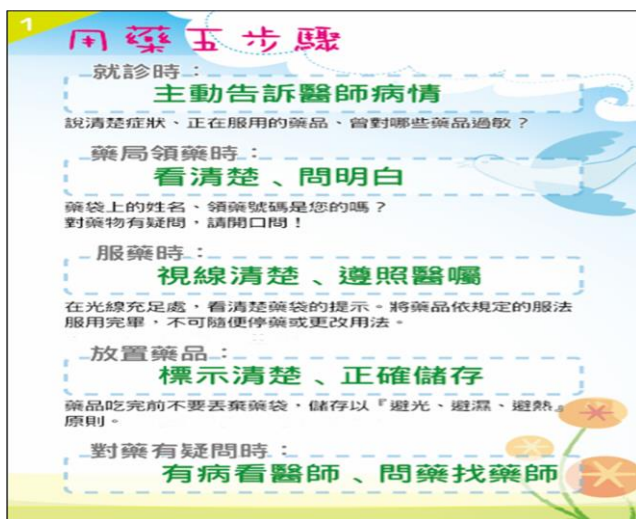 1
用藥五步驟
就診時：
主動告訴醫師病情
說清楚症狀、正在服用的藥品、曾對哪些藥品過敏？
藥局領藥時：
看清楚、問明白
藥袋上的姓名、領藥號碼是您的嗎？
對藥物有疑問，請開口問！
服藥時：
視線清楚、遵照醫囑
在光線充足處，看清楚藥袋的提示。將藥品依規定的服法
服用完畢，不可隨便停藥或更改用法。
放置藥品：
標示清楚、正確儲存
藥品吃完前不要丟棄藥袋，儲存以『避光、避濕、避熱』
原則。
對藥有疑問時：
有病看醫師、問藥找藥師